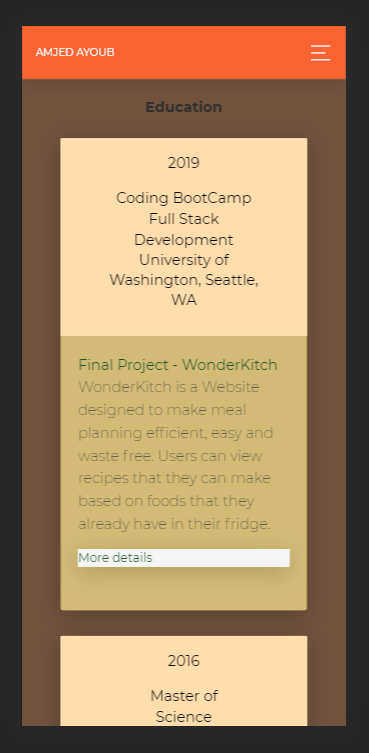 AMJED AYOUB
Education
2019
Coding BootCamp
Full Stack
Development
University of
Washington, Seattle,
WA
Final Project - WonderKitch
WonderKitch is a Website
designed to make meal
planning efficient, easy and
waste free. Users can view
recipes that they can make
based on foods that they
already have in their fridge.
More details
2016
Master of
Science